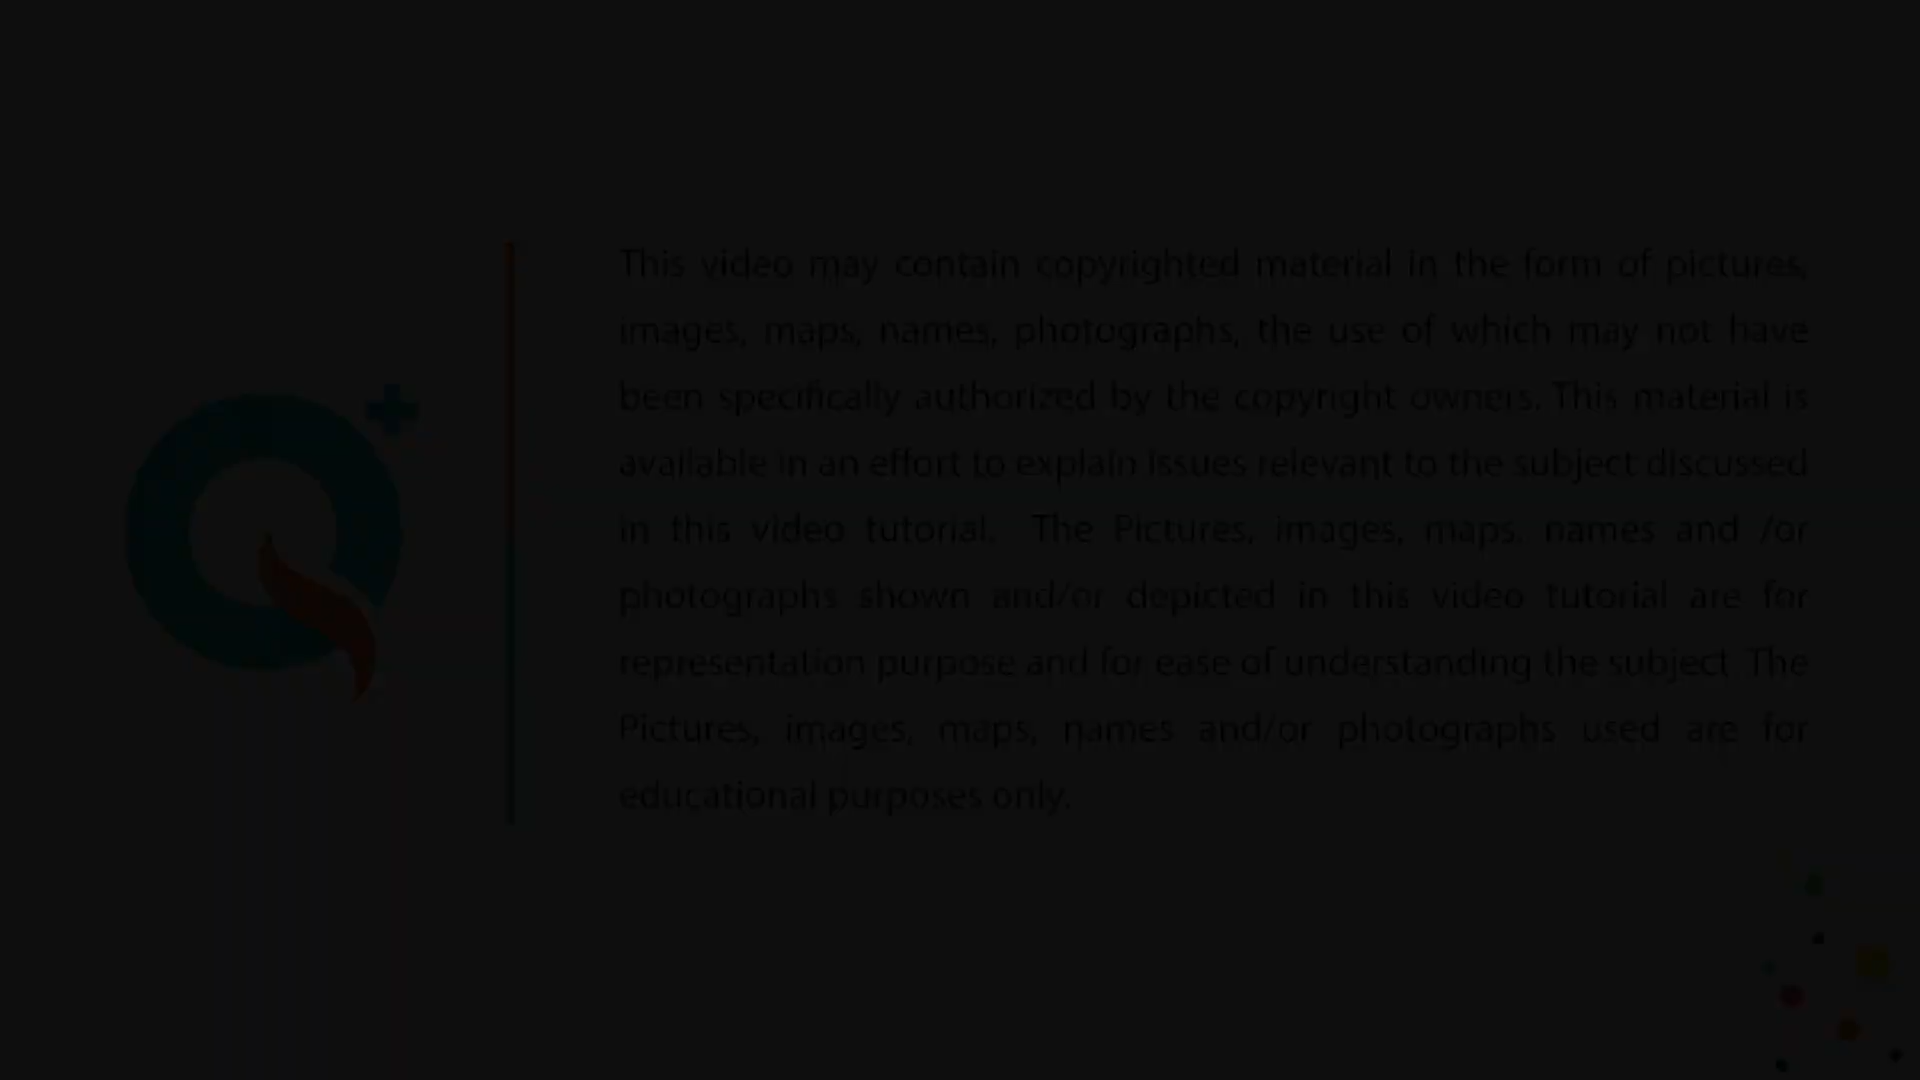 This video may contain copyrighted material in the form of pictures,
images, maps, names, photographs, the use of which may not have
been specifically authorized by the copyright owners. This material is
available in an effort to explain issues relevant to the subject discussed
in this video tutorial. The Pictures, images, maps, names and /or
photographs shown and/or depicted in this video tutorial are for
representation purpose and for ease of understanding the subject. The
Pictures, images, maps, names and/or photographs used are for
educational purposes only.